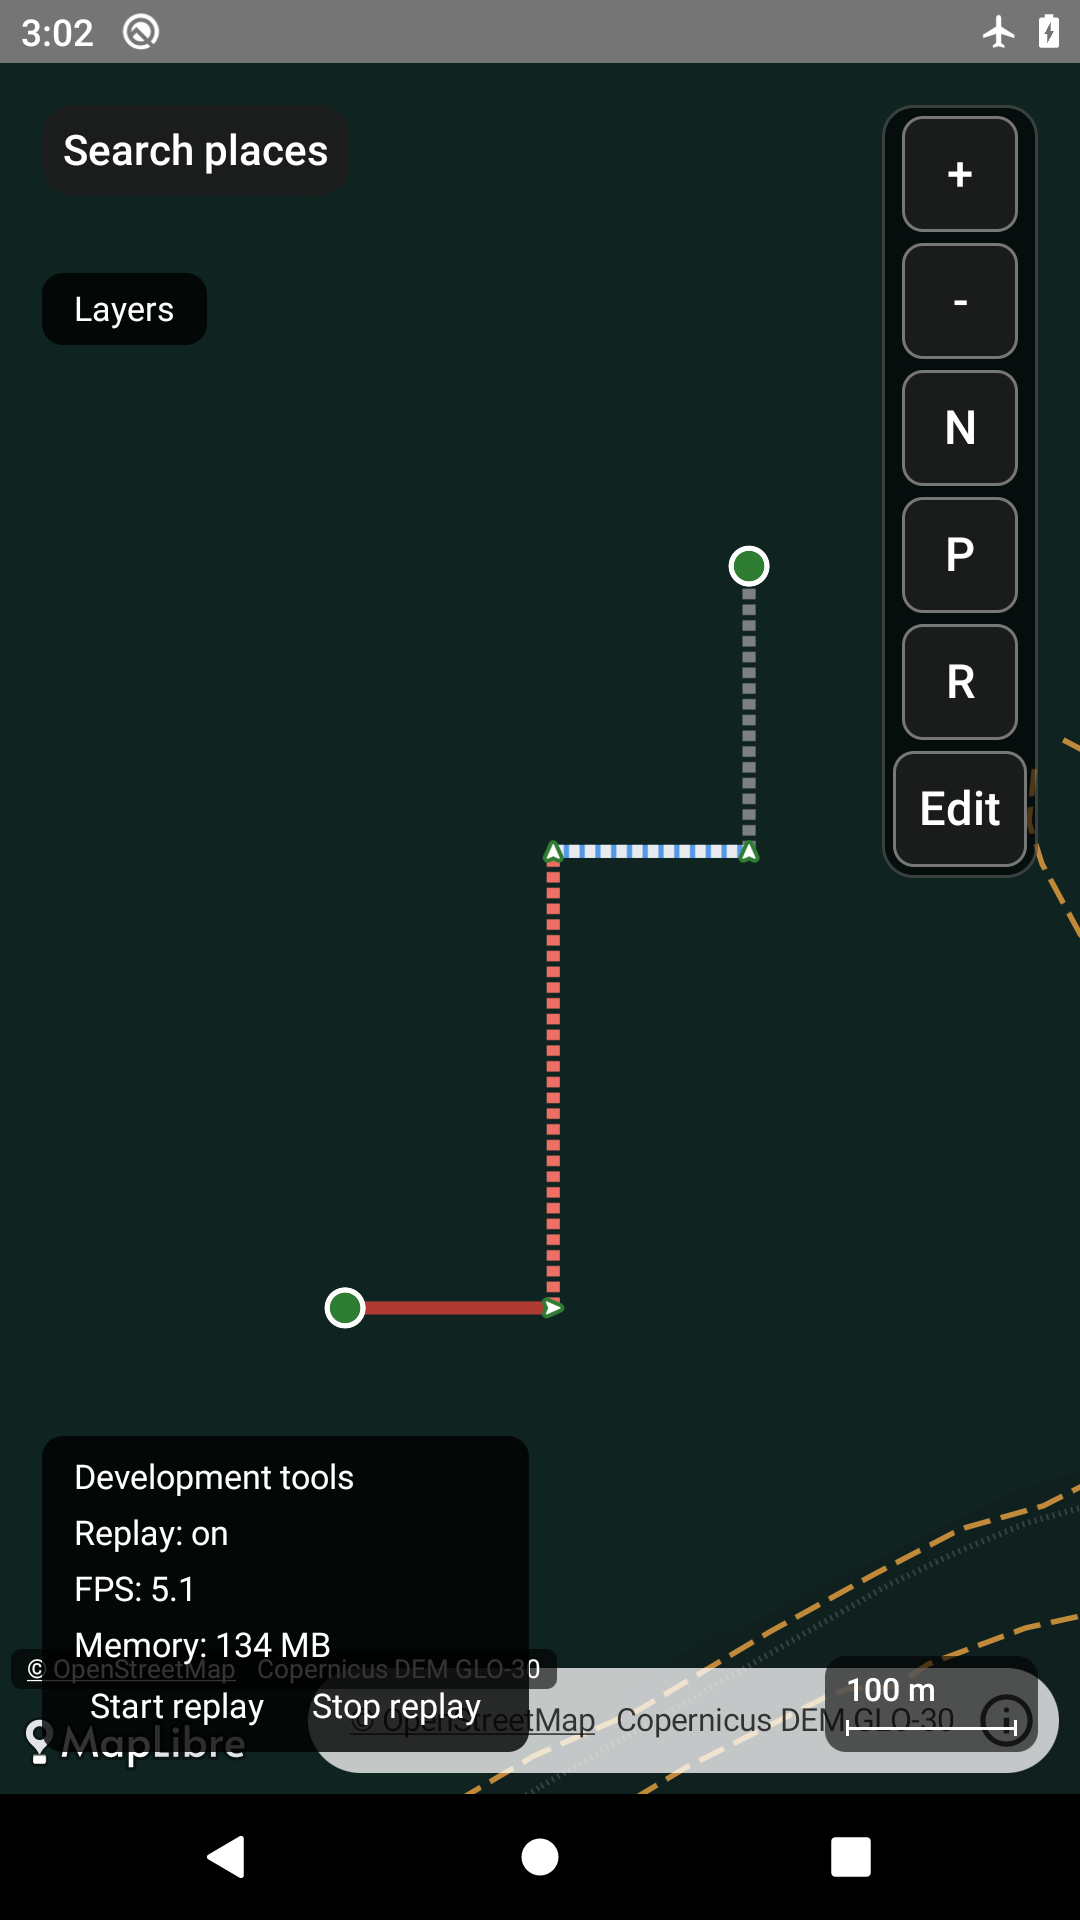 3:02
Search places
Layers
+
-
N
P
R
Edit
Development tools
Replay: on
FPS: 5.1
Memory: 134 MB
© OpenStreetMap Copernicus DEM GLO-30
Start replay Stop replay
© OpenStreetMap Copernicus DEM GLO-30
100 m
MapLibre